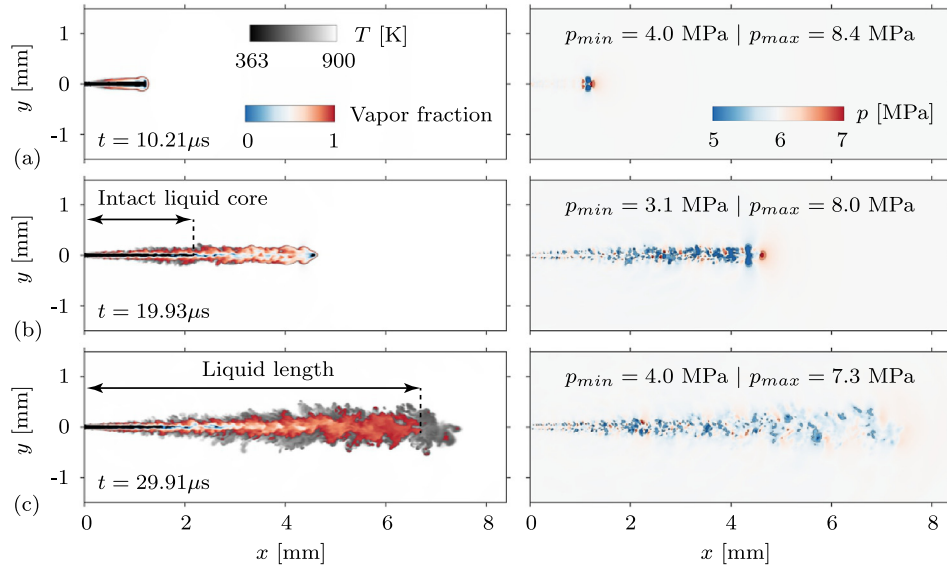 T [K]
363 900
Vapor fraction
0 1
y [mm]
1
0
-1
t = 10.21μs
(a)
p_min = 4.0 MPa | p_max = 8.4 MPa
p [MPa]
5 6 7
Intact liquid core
y [mm]
1
0
-1
t = 19.93μs
(b)
p_min = 3.1 MPa | p_max = 8.0 MPa
Liquid length
y [mm]
1
0
-1
t = 29.91μs
(c)
0 2 4 6 8
x [mm]
p_min = 4.0 MPa | p_max = 7.3 MPa
2 4 6 8
x [mm]